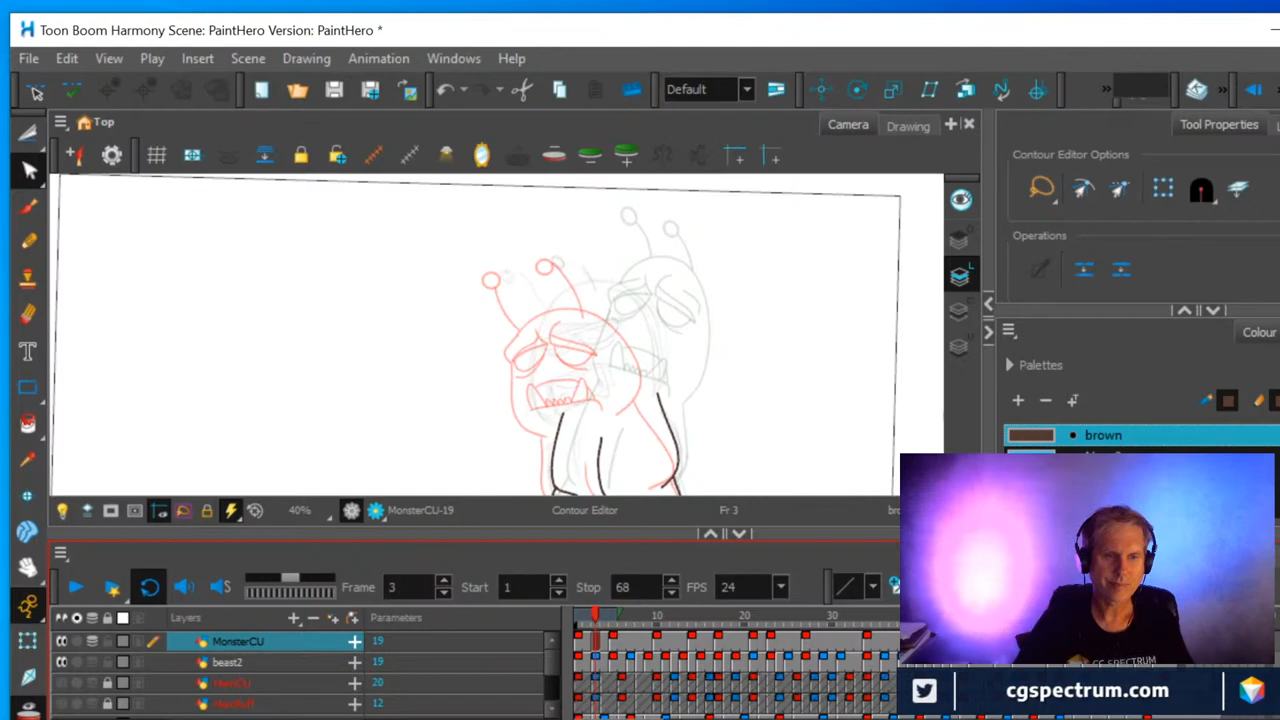 Toon Boom Harmony Scene: PaintHero Version: PaintHero *
File Edit View Play Insert Scene Drawing Animation Windows Help
Default
Top
Camera Drawing
Tool Properties
Contour Editor Options
Operations
Colour
Palettes
brown
40% MonsterCU-19 Contour Editor Fr 3
Frame 3 Start 1 Stop 68 FPS 24
Layers Parameters
10 20 30
MonsterCU 19
beast2 19
20
12
CG SPECTRUM
cgspectrum.com